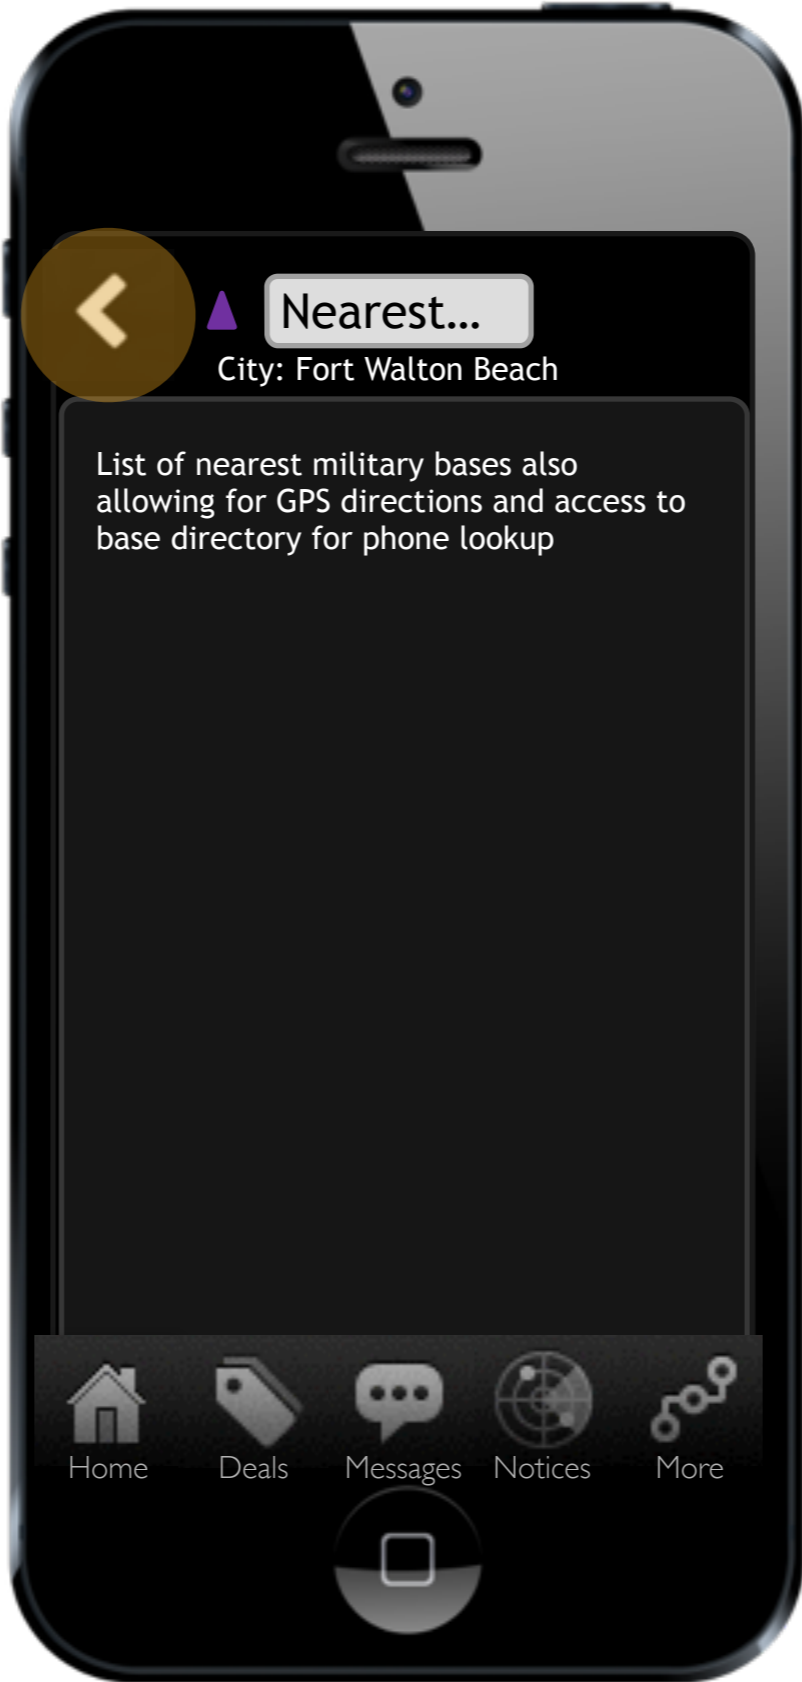 Nearest...
City: Fort Walton Beach
List of nearest military bases also
allowing for GPS directions and access to
base directory for phone lookup
Home Deals Messages Notices More